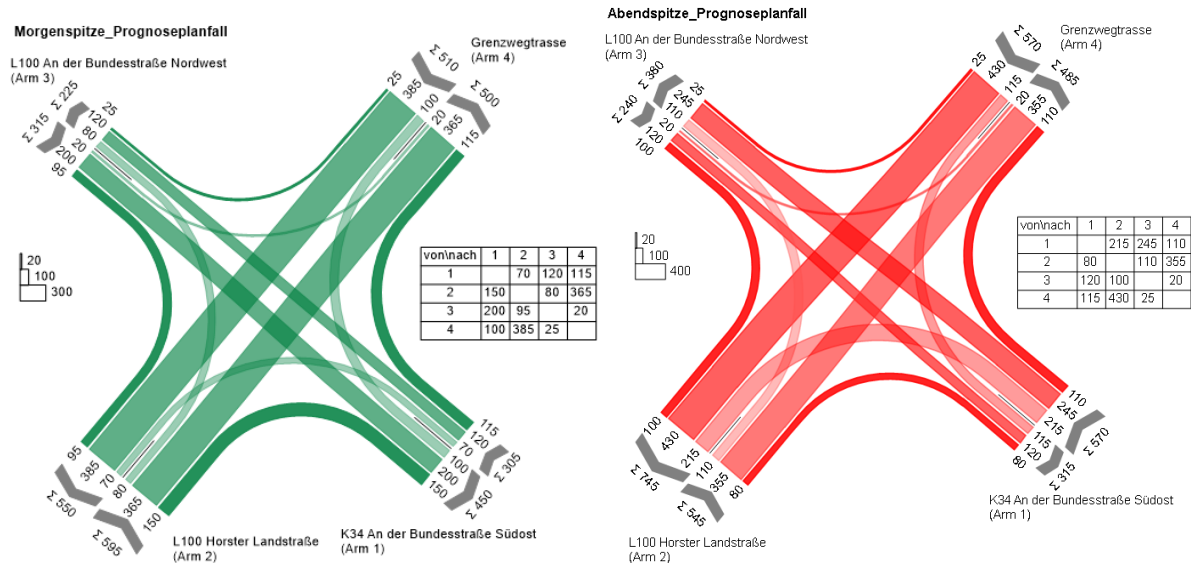 Morgenspitze_Prognoseplanfall
L100 An der Bundesstraße Nordwest
(Arm 3)
Grenzwegtrasse
(Arm 4)
Σ 225
Σ 315
25
120
80
20
200
95
Σ 510
Σ 500
25
385
100
20
365
115
20
100
300
von\nach 1 2 3 4
1 70 120 115
2 150 80 365
3 200 95 20
4 100 385 25
95
385
70
80
365
150
Σ 550
Σ 595
115
120
70
100
200
150
Σ 305
Σ 450
L100 Horster Landstraße
(Arm 2)
K34 An der Bundesstraße Südost
(Arm 1)
Abendspitze_Prognoseplanfall
L100 An der Bundesstraße Nordwest
(Arm 3)
Grenzwegtrasse
(Arm 4)
Σ 380
Σ 240
25
245
110
20
120
100
Σ 570
Σ 485
25
430
115
20
355
110
20
100
400
von\nach 1 2 3 4
1 215 245 110
2 80 110 355
3 120 100 20
4 115 430 25
100
430
215
110
355
80
Σ 745
Σ 545
110
245
215
115
120
80
Σ 570
Σ 315
K34 An der Bundesstraße Südost
(Arm 1)
L100 Horster Landstraße
(Arm 2)